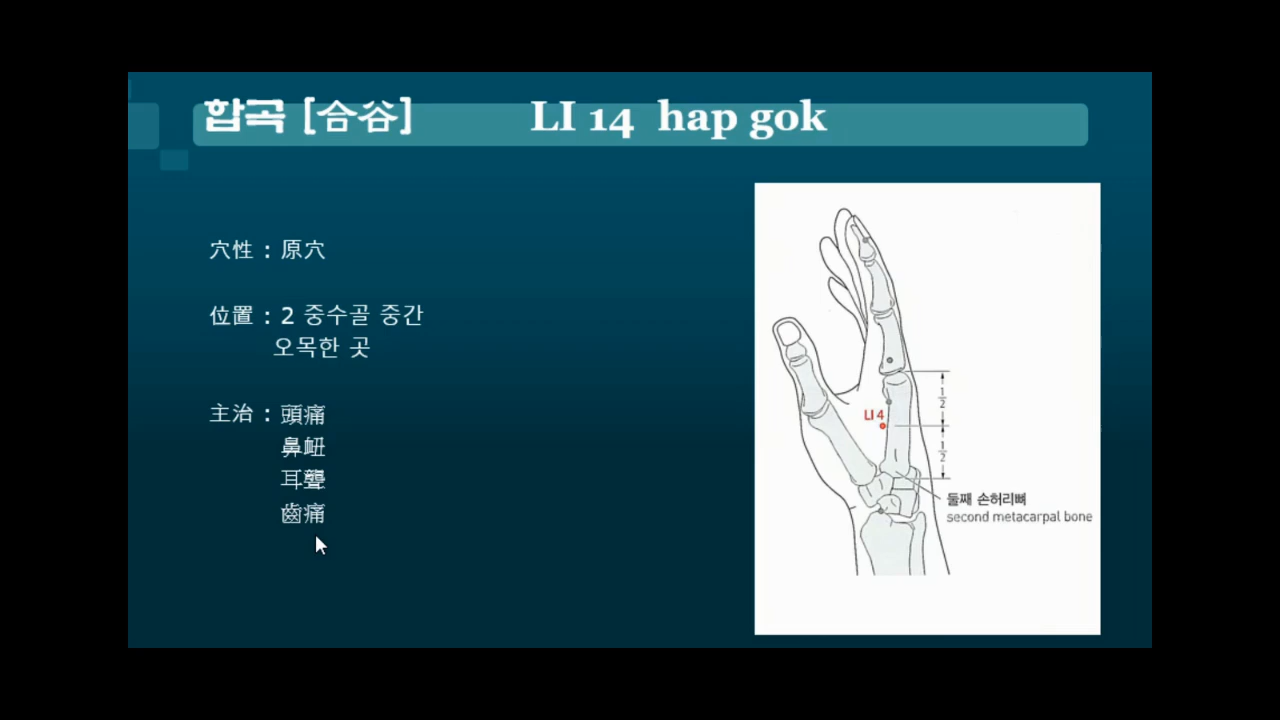 합곡 [合谷] LI 14 hap gok
穴性 : 原穴
位置 : 2 중수골 중간
오목한 곳
主治 : 頭痛
鼻衄
耳聾
齒痛
LI 4
1/2
1/2
둘째 손허리뼈
second metacarpal bone